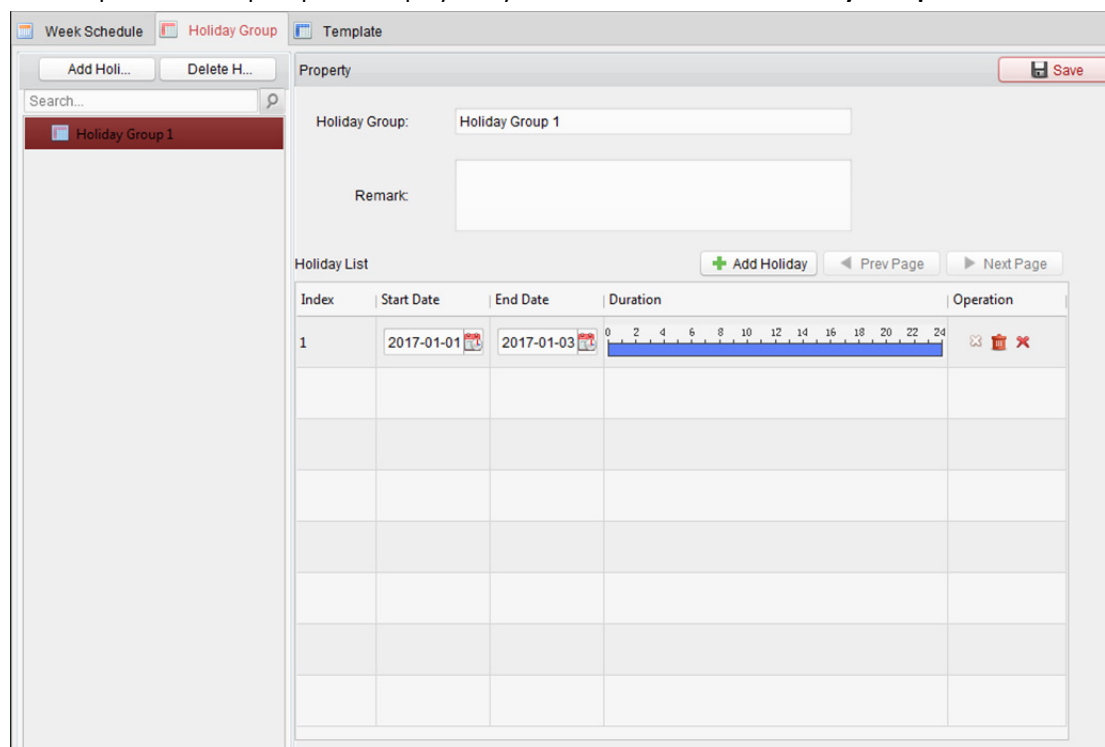 Week Schedule Holiday Group Template
Add Holi... Delete H... Property Save
Search...
Holiday Group 1
Holiday Group: Holiday Group 1
Remark:
Holiday List Add Holiday Prev Page Next Page
Index Start Date End Date Duration Operation
0 2 4 6 8 10 12 14 16 18 20 22 24
1 2017-01-01 2017-01-03